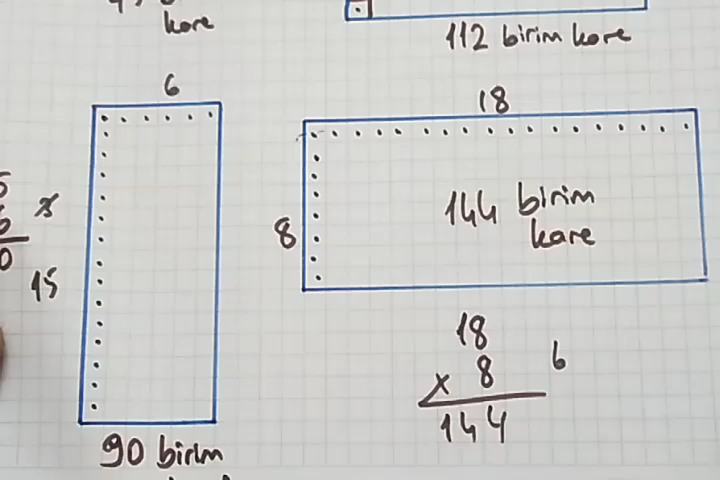 kare
112 birim kare
6
18
144 birim
kare
8
15
18
x 8
6
144
90 birim